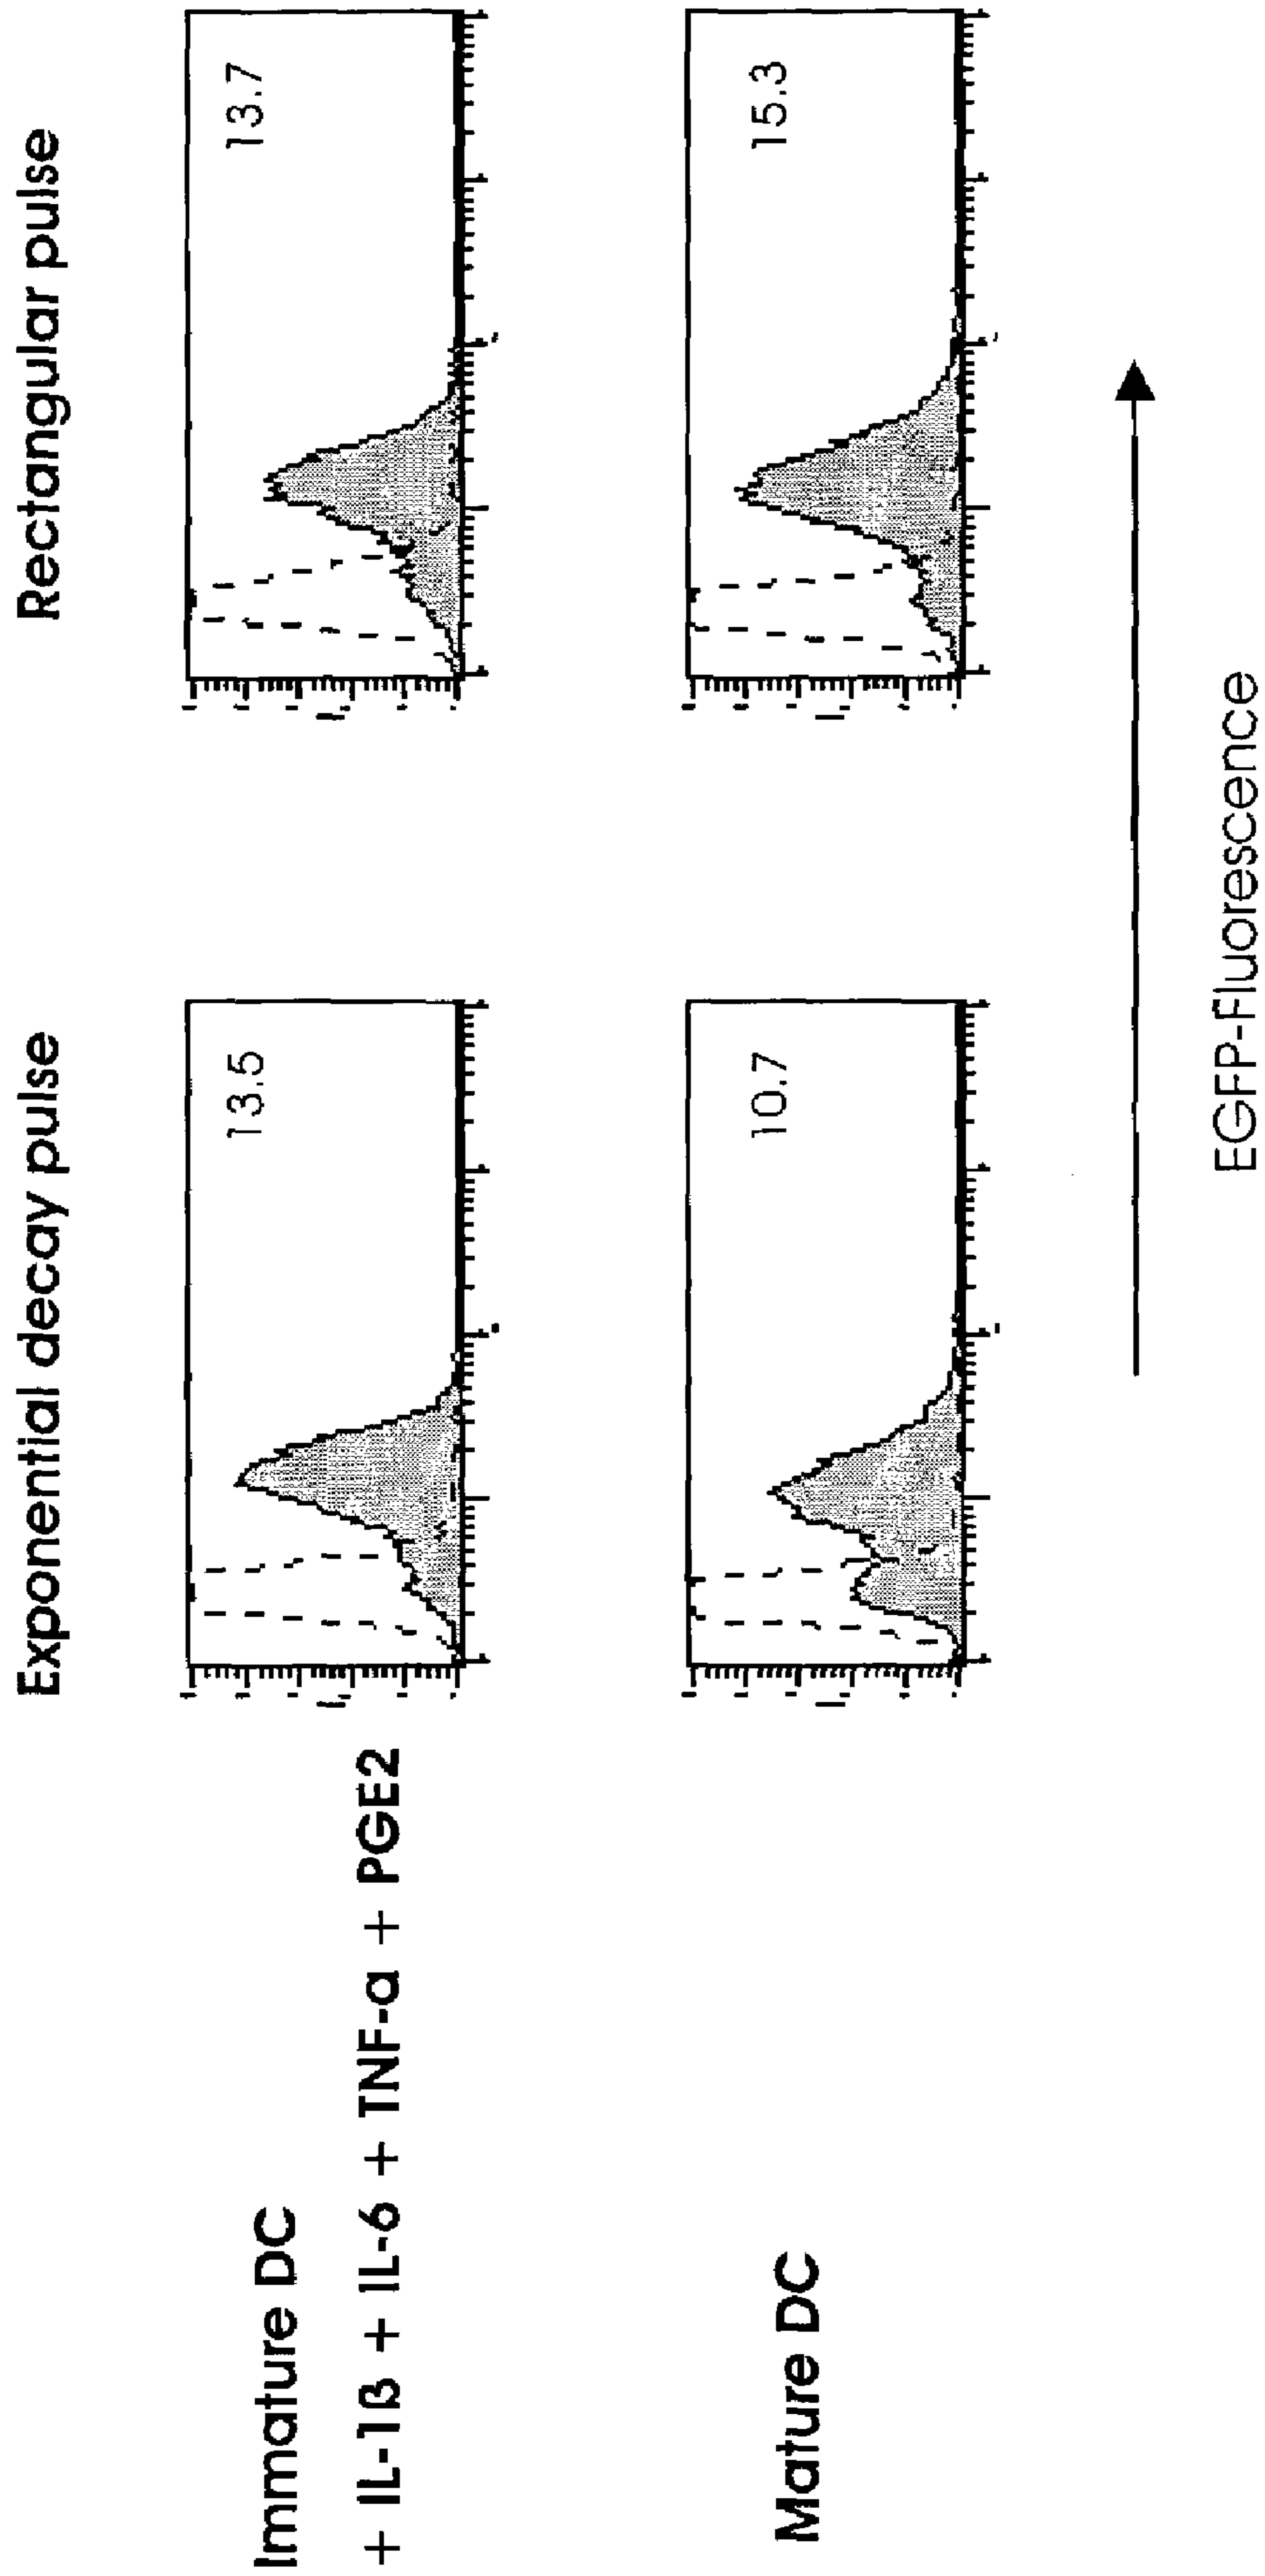 Exponential decay pulse
Rectangular pulse
Immature DC
+ IL-1ß + IL-6 + TNF-α + PGE2
13.5
13.7
Mature DC
10.7
15.3
EGFP-Fluorescence